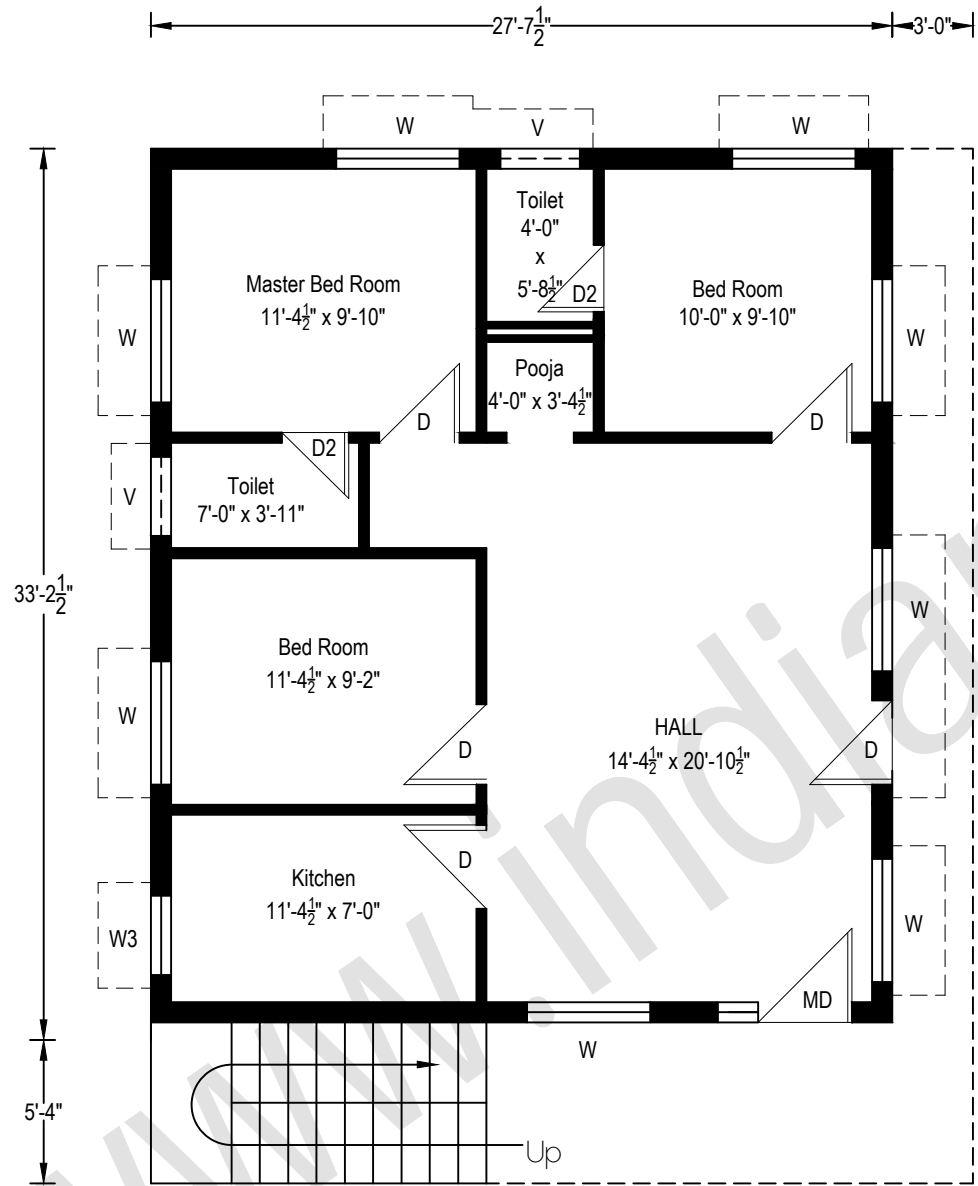 27'-7½"
3'-0"
W
V
W
Toilet
4'-0"
x
5'-8½"
D2
Master Bed Room
11'-4½" x 9'-10"
Bed Room
10'-0" x 9'-10"
W
W
Pooja
4'-0" x 3'-4½"
D
D
D2
V
Toilet
7'-0" x 3'-11"
33'-2½"
W
Bed Room
11'-4½" x 9'-2"
W
D
HALL
14'-4½" x 20'-10½"
D
Kitchen
11'-4½" x 7'-0"
D
W3
W
MD
W
5'-4"
Up
www.india